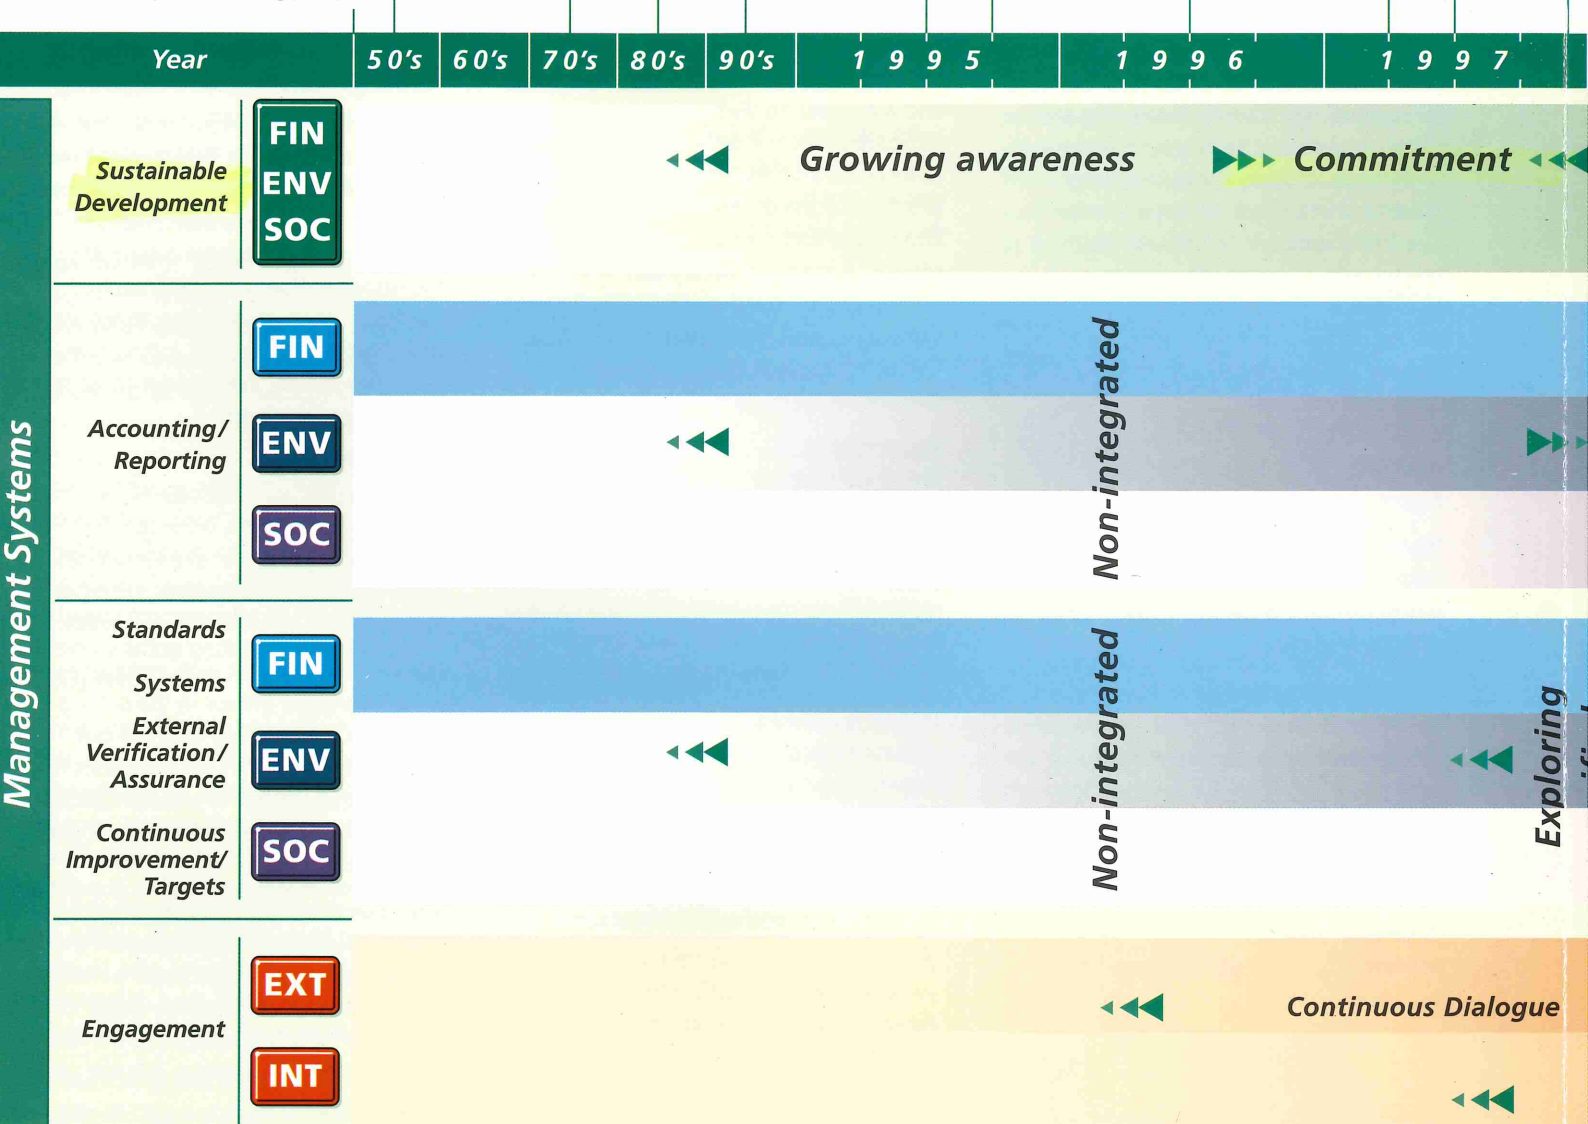 Year 50's 60's 70's 80's 90's 1995 1996 1997
Management Systems
Sustainable
Development
FIN
ENV
SOC
Growing awareness
Commitment
Accounting/
Reporting
FIN
ENV
SOC
Non-integrated
Standards
Systems
External
Verification/
Assurance
Continuous
Improvement/
Targets
FIN
ENV
SOC
Non-integrated
Exploring
Engagement
EXT
INT
Continuous Dialogue